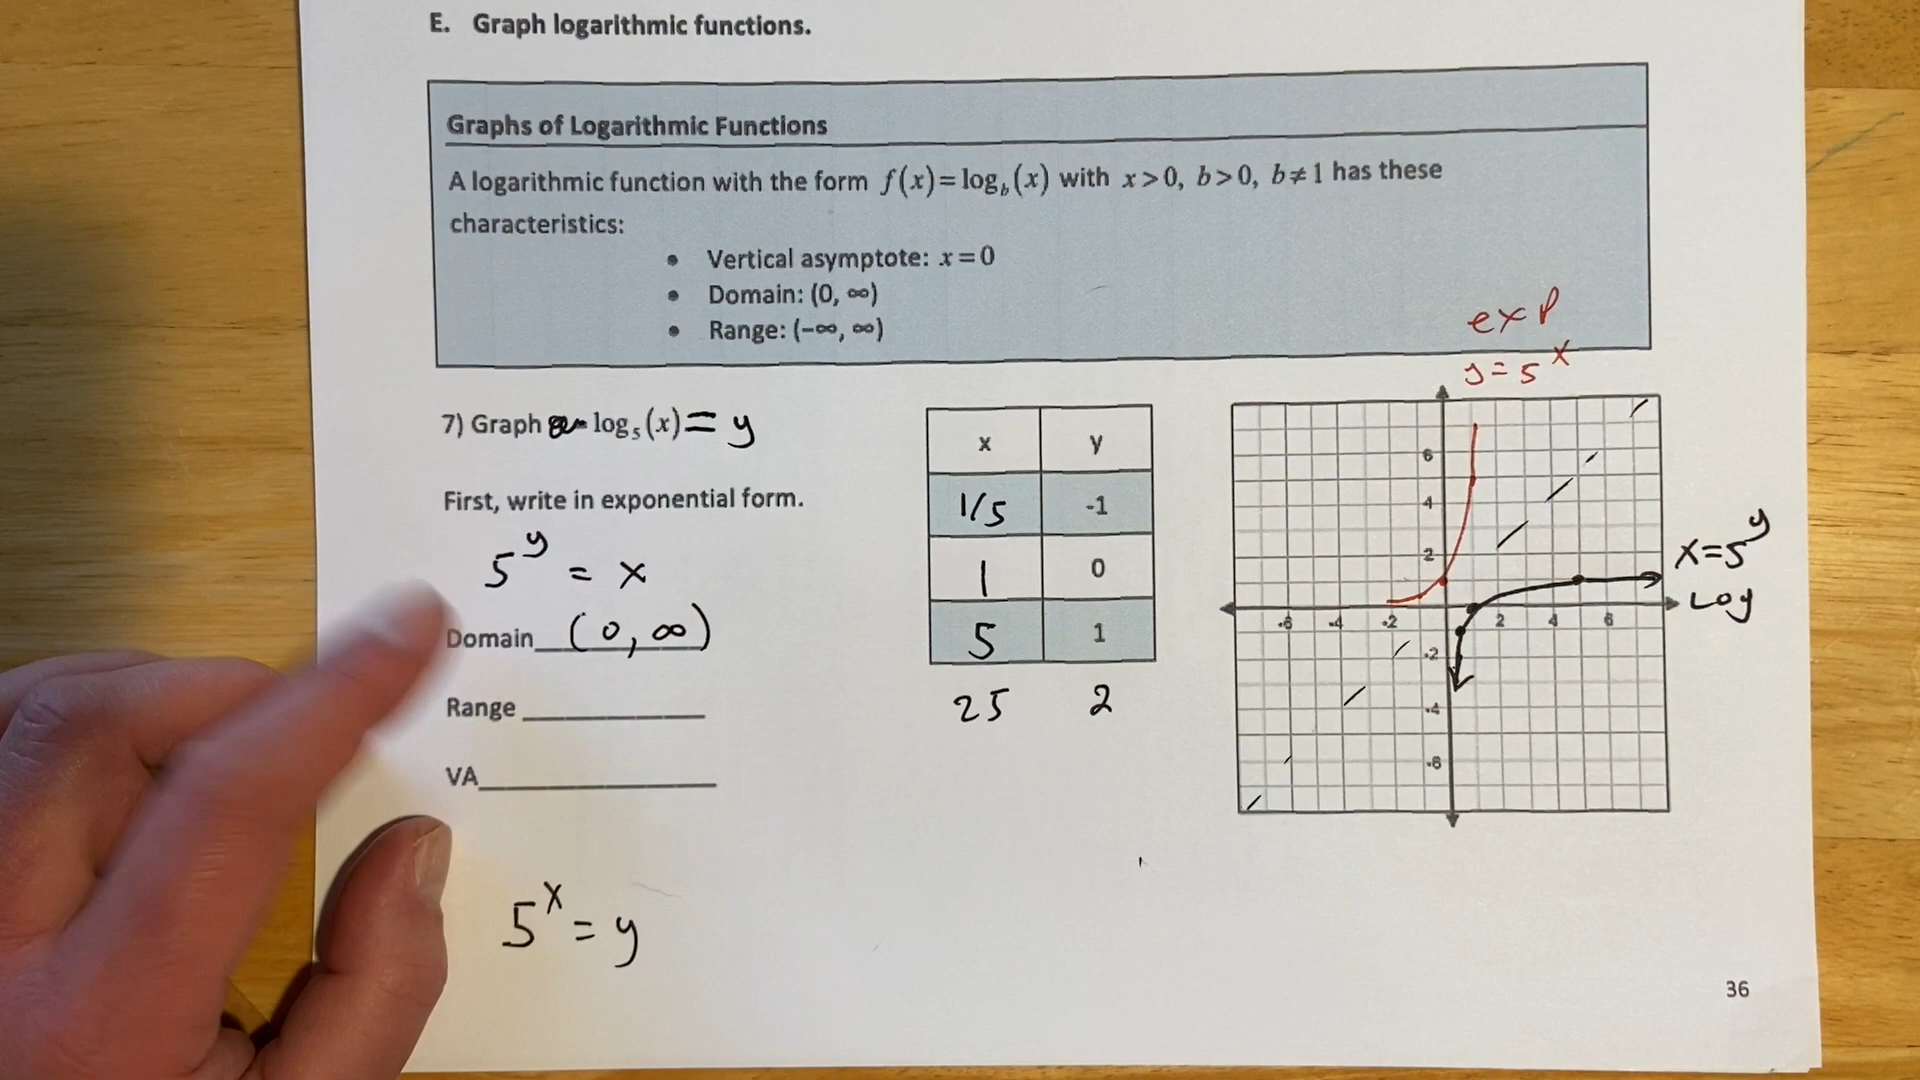 E. Graph logarithmic functions.
Graphs of Logarithmic Functions
A logarithmic function with the form f(x)=log_b(x) with x>0, b>0, b≠1 has these
characteristics:
• Vertical asymptote: x=0
• Domain: (0, ∞)
• Range: (-∞, ∞)
exp
y=5^x
7) Graph log₅(x)=y
First, write in exponential form.
5^y = x
Domain (0, ∞)
Range
VA
5^x = y
x y
1/5 -1
1 0
5 1
25 2
6
4
2
-6 -4 -2 2 4 6
-2
-4
-6
x=5^y
Log
36